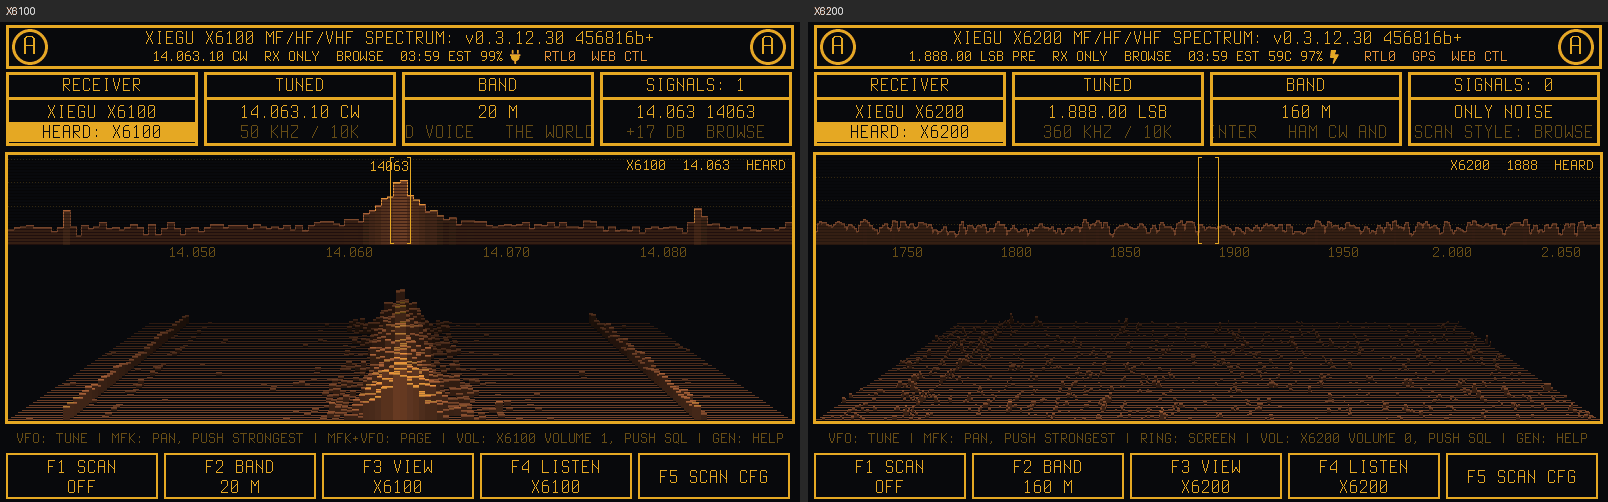 X6100
A
XIEGU X6100 MF/HF/VHF SPECTRUM: v0.3.12.30 456816b+
A
14.063.10 CW RX ONLY BROWSE 03:59 EST 99% RTL0 WEB CTL
RECEIVER
TUNED
BAND
SIGNALS: 1
XIEGU X6100
14.063.10 CW
20 M
14.063 14063
HEARD: X6100
50 KHZ / 10K
D VOICE THE WORLD
+17 DB BROWSE
14063
X6100 14.063 HEARD
14.050
14.060
14.070
14.080
VFO: TUNE | MFK: PAN, PUSH STRONGEST | MFK+VFO: PAGE | VOL: X6100 VOLUME 1, PUSH SQL | GEN: HELP
F1 SCAN
OFF
F2 BAND
20 M
F3 VIEW
X6100
F4 LISTEN
X6100
F5 SCAN CFG
X6200
A
XIEGU X6200 MF/HF/VHF SPECTRUM: v0.3.12.30 456816b+
A
1.888.00 LSB PRE RX ONLY BROWSE 03:59 EST 59C 97% RTL0 GPS WEB CTL
RECEIVER
TUNED
BAND
SIGNALS: 0
XIEGU X6200
1.888.00 LSB
160 M
ONLY NOISE
HEARD: X6200
360 KHZ / 10K
NTER HAM CW AND
SCAN STYLE: BROWSE
X6200 1888 HEARD
1750
1800
1850
1900
1950
2.000
2.050
VFO: TUNE | MFK: PAN, PUSH STRONGEST | RING: SCREEN | VOL: X6200 VOLUME 0, PUSH SQL | GEN: HELP
F1 SCAN
OFF
F2 BAND
160 M
F3 VIEW
X6200
F4 LISTEN
X6200
F5 SCAN CFG